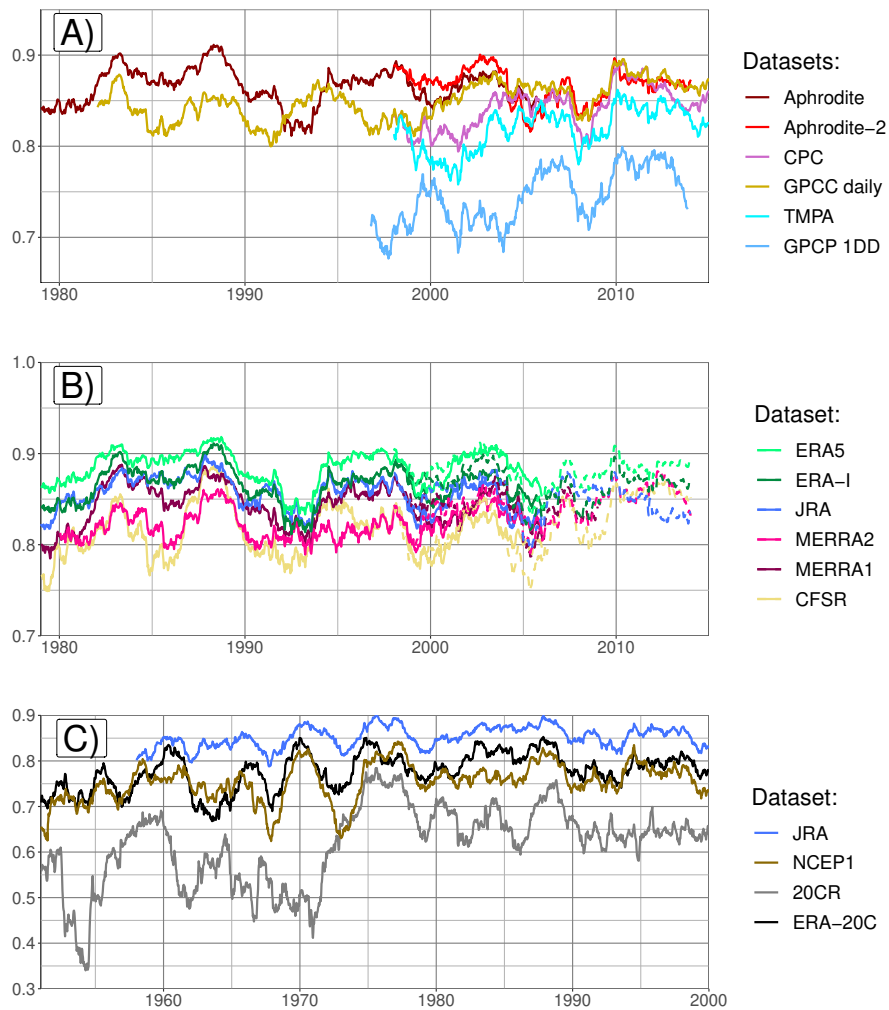 A)
0.9
0.8
0.7
1980 1990 2000 2010
Datasets:
Aphrodite
Aphrodite−2
CPC
GPCC daily
TMPA
GPCP 1DD
B)
1.0
0.9
0.8
0.7
1980 1990 2000 2010
Dataset:
ERA5
ERA−I
JRA
MERRA2
MERRA1
CFSR
C)
0.9
0.8
0.7
0.6
0.5
0.4
0.3
1960 1970 1980 1990 2000
Dataset:
JRA
NCEP1
20CR
ERA−20C